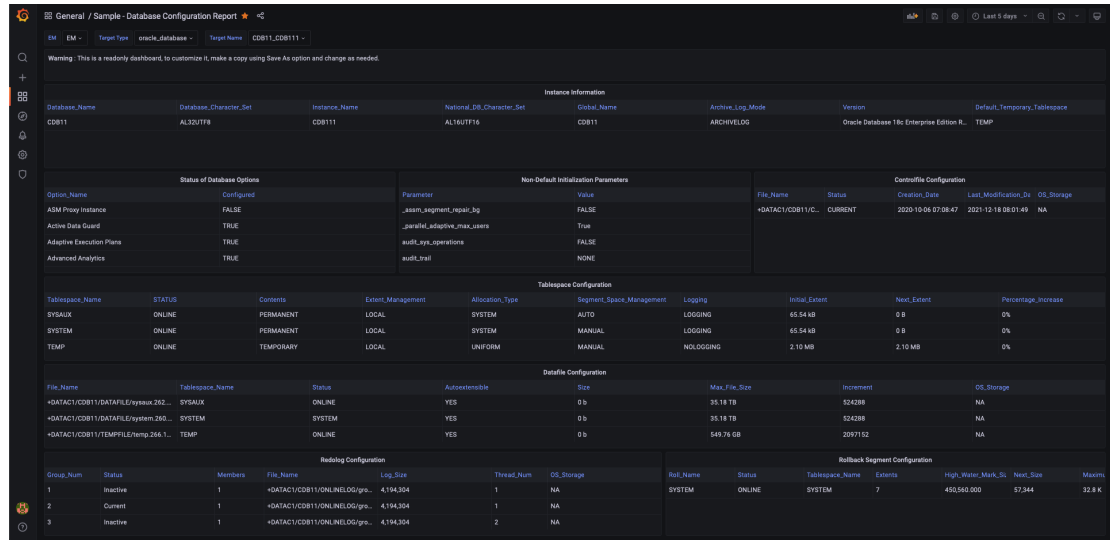 General / Sample - Database Configuration Report
Last 5 days
EM EM Target Type oracle_database Target Name CDB11_CDB111
Warning : This is a readonly dashboard, to customize it, make a copy using Save As option and change as needed.
Instance Information
Database_Name Database_Character_Set Instance_Name National_DB_Character_Set Global_Name Archive_Log_Mode Version Default_Temporary_Tablespace
CDB11 AL32UTF8 CDB111 AL16UTF16 CDB11 ARCHIVELOG Oracle Database 18c Enterprise Edition R... TEMP
Status of Database Options
Option_Name Configured
ASM Proxy Instance FALSE
Active Data Guard TRUE
Adaptive Execution Plans TRUE
Advanced Analytics TRUE
Non-Default Initialization Parameters
Parameter Value
_assm_segment_repair_bg FALSE
_parallel_adaptive_max_users True
audit_sys_operations FALSE
audit_trail NONE
Controlfile Configuration
File_Name Status Creation_Date Last_Modification_Da OS_Storage
+DATAC1/CDB11/C... CURRENT 2020-10-06 07:08:47 2021-12-18 08:01:49 NA
Tablespace Configuration
Tablespace_Name STATUS Contents Extent_Management Allocation_Type Segment_Space_Management Logging Initial_Extent Next_Extent Percentage_Increase
SYSAUX ONLINE PERMANENT LOCAL SYSTEM AUTO LOGGING 65.54 kB 0 B 0%
SYSTEM ONLINE PERMANENT LOCAL SYSTEM MANUAL LOGGING 65.54 kB 0 B 0%
TEMP ONLINE TEMPORARY LOCAL UNIFORM MANUAL NOLOGGING 2.10 MB 2.10 MB 0%
Datafile Configuration
File_Name Tablespace_Name Status Autoextensible Size Max_File_Size Increment OS_Storage
+DATAC1/CDB11/DATAFILE/sysaux.262.... SYSAUX ONLINE YES 0 b 35.18 TB 524288 NA
+DATAC1/CDB11/DATAFILE/system.260.... SYSTEM SYSTEM YES 0 b 35.18 TB 524288 NA
+DATAC1/CDB11/TEMPFILE/temp.266.1... TEMP ONLINE YES 0 b 549.76 GB 2097152 NA
Redolog Configuration
Group_Num Status Members File_Name Log_Size Thread_Num OS_Storage
1 Inactive 1 +DATAC1/CDB11/ONLINELOG/gro... 4,194,304 1 NA
2 Current 1 +DATAC1/CDB11/ONLINELOG/gro... 4,194,304 1 NA
3 Inactive 1 +DATAC1/CDB11/ONLINELOG/gro... 4,194,304 2 NA
Rollback Segment Configuration
Roll_Name Status Tablespace_Name Extents High_Water_Mark_Si Next_Size Maximu
SYSTEM ONLINE SYSTEM 7 450,560.000 57,344 32.8 K